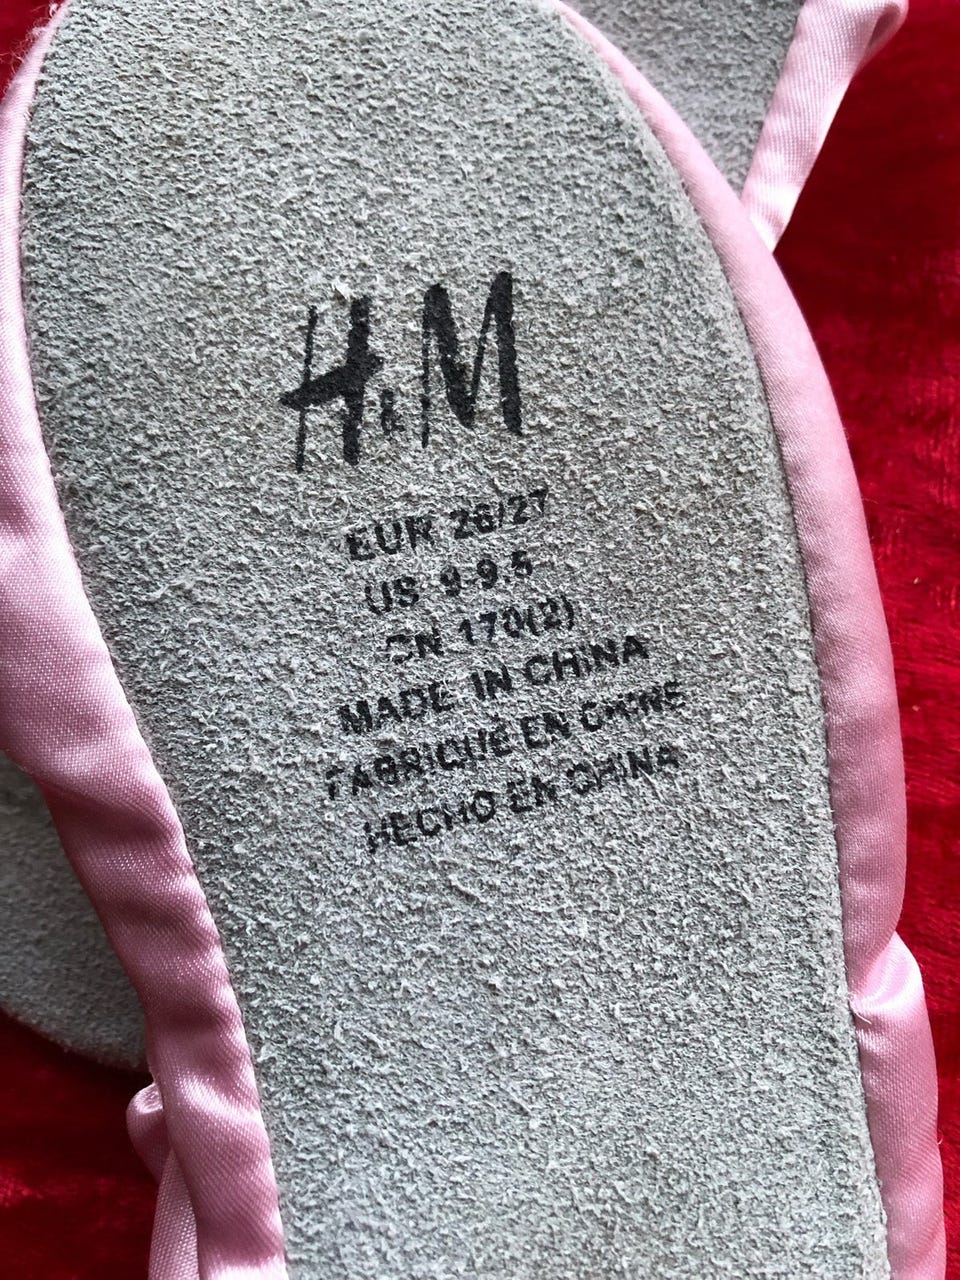 H&M
EUR 26/27
US 9-9.5
CN 170(2)
MADE IN CHINA
FABRIQUÉ EN CHINE
HECHO EN CHINA